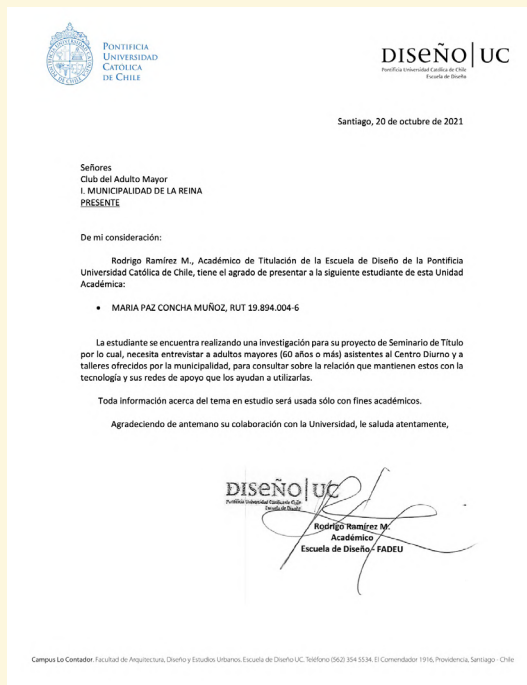 PONTIFICIA
UNIVERSIDAD
CATÓLICA
DE CHILE
DISEÑO|UC
Pontificia Universidad Católica de Chile
Escuela de Diseño
Santiago, 20 de octubre de 2021
Señores
Club del Adulto Mayor
I. MUNICIPALIDAD DE LA REINA
PRESENTE
De mi consideración:
Rodrigo Ramírez M., Académico de Titulación de la Escuela de Diseño de la Pontificia
Universidad Católica de Chile, tiene el agrado de presentar a la siguiente estudiante de esta Unidad
Académica:
• MARIA PAZ CONCHA MUÑOZ, RUT 19.894.004-6
La estudiante se encuentra realizando una investigación para su proyecto de Seminario de Título
por lo cual, necesita entrevistar a adultos mayores (60 años o más) asistentes al Centro Diurno y a
talleres ofrecidos por la municipalidad, para consultar sobre la relación que mantienen estos con la
tecnología y sus redes de apoyo que los ayudan a utilizarlas.
Toda información acerca del tema en estudio será usada sólo con fines académicos.
Agradeciendo de antemano su colaboración con la Universidad, le saluda atentamente,
DISEÑO|UC
Pontificia Universidad Católica de Chile
Escuela de Diseño
Rodrigo Ramírez M.
Académico
Escuela de Diseño - FADEU
Campus Lo Contador. Facultad de Arquitectura, Diseño y Estudios Urbanos. Escuela de Diseño UC. Teléfono (562) 354 5534. El Comendador 1916, Providencia, Santiago - Chile